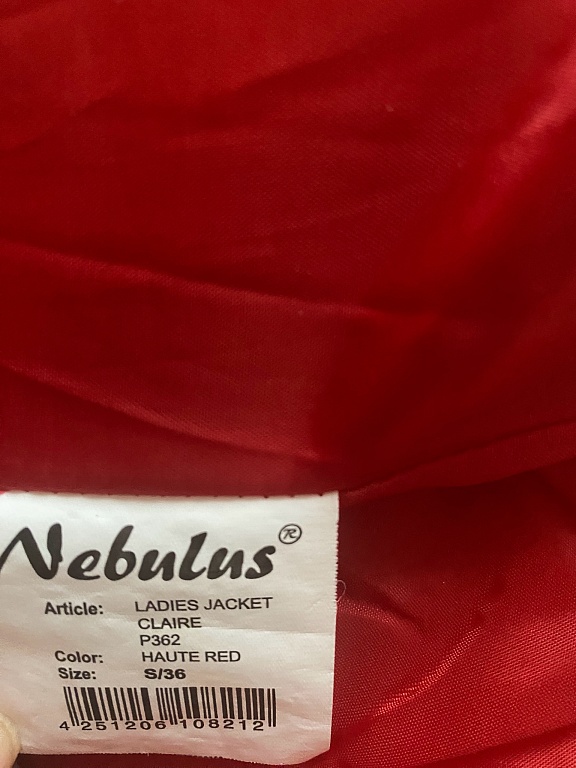 Nebulus®
Article: LADIES JACKET
CLAIRE
P362
Color: HAUTE RED
Size: S/36
4 251206 108212